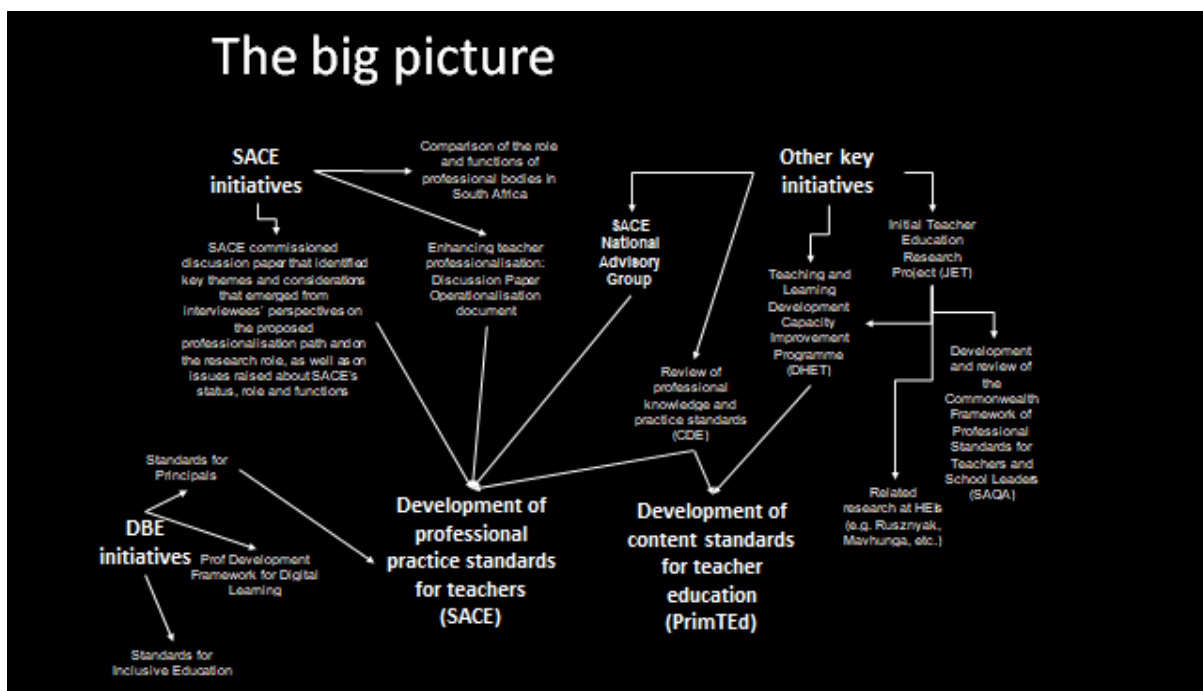 The big picture
SACE
initiatives
Comparison of the role
and functions of
professional bodies in
South Africa
Other key
initiatives
SACE commissioned
discussion paper that identified
key themes and considerations
that emerged from
interviewees' perspectives on
the proposed
professionalisation path and on
the research role, as well as on
issues raised about SACE's
status, role and functions
Enhancing teacher
professionalisation:
Discussion Paper
Operationalisation
document
SACE
National
Advisory
Group
Teaching and
Learning
Development
Capacity
Improvement
Programme
(DHET)
Initial Teacher
Education
Research
Project (JET)
Review of
professional
knowledge and
practice standards
(CDE)
Development
and review of
the
Commonwealth
Framework of
Professional
Standards for
Teachers and
School Leaders
(SAQA)
Related
research at HEIs
(e.g. Rusznyak,
Mavhunga, etc.)
Standards for
Principals
DBE
initiatives
Prof Development
Framework for Digital
Learning
Standards for
Inclusive Education
Development of
professional
practice standards
for teachers
(SACE)
Development of
content standards
for teacher
education
(PrimTEd)